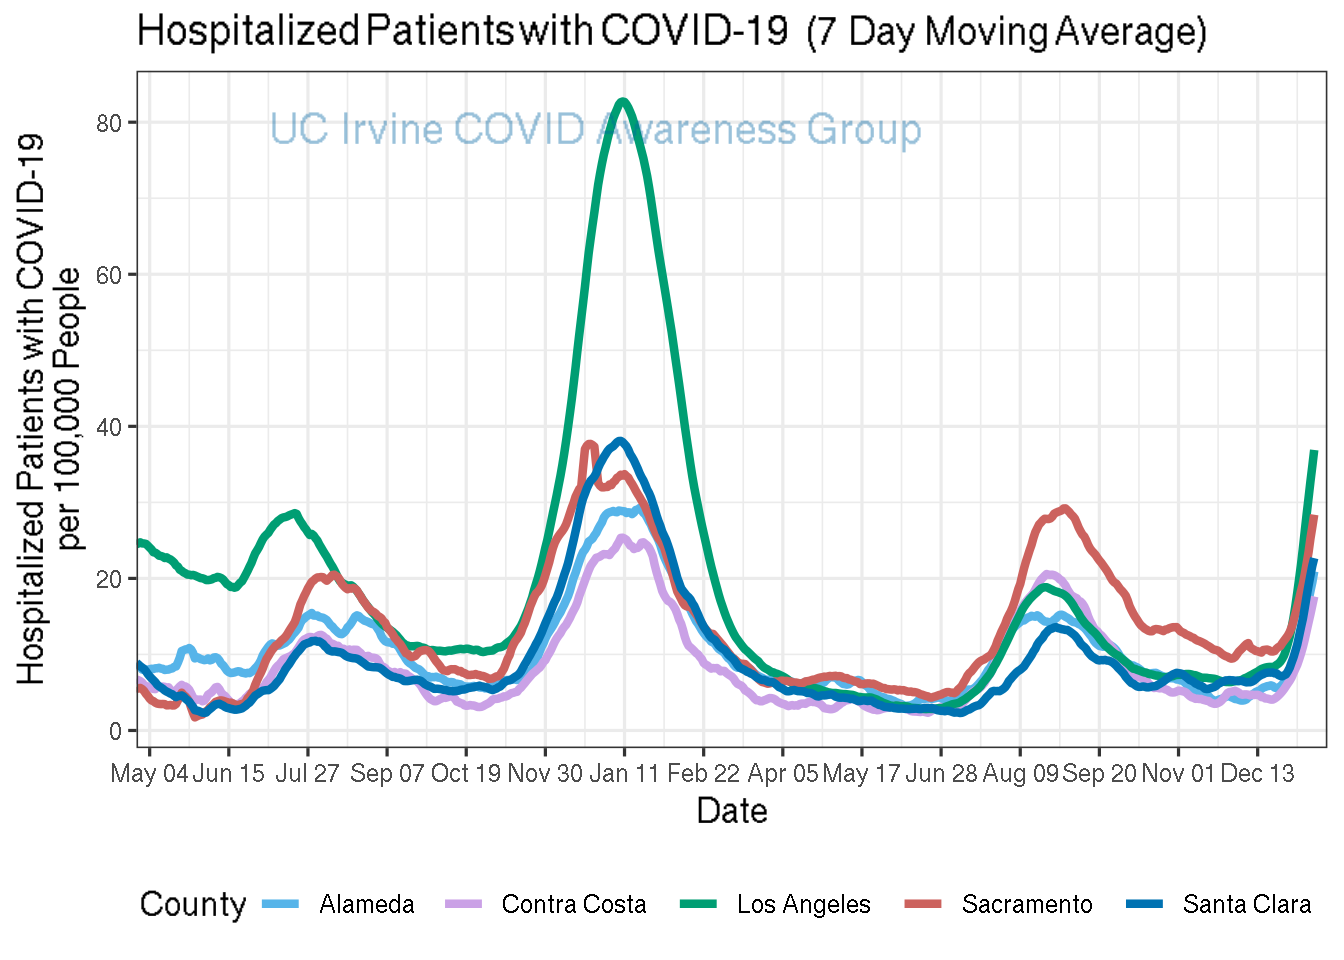 Hospitalized Patients with COVID-19 (7 Day Moving Average)
UC Irvine COVID Awareness Group
Hospitalized Patients with COVID-19
per 100,000 People
80
60
40
20
0
May 04 Jun 15 Jul 27 Sep 07 Oct 19 Nov 30 Jan 11 Feb 22 Apr 05 May 17 Jun 28 Aug 09 Sep 20 Nov 01 Dec 13
Date
County Alameda Contra Costa Los Angeles Sacramento Santa Clara